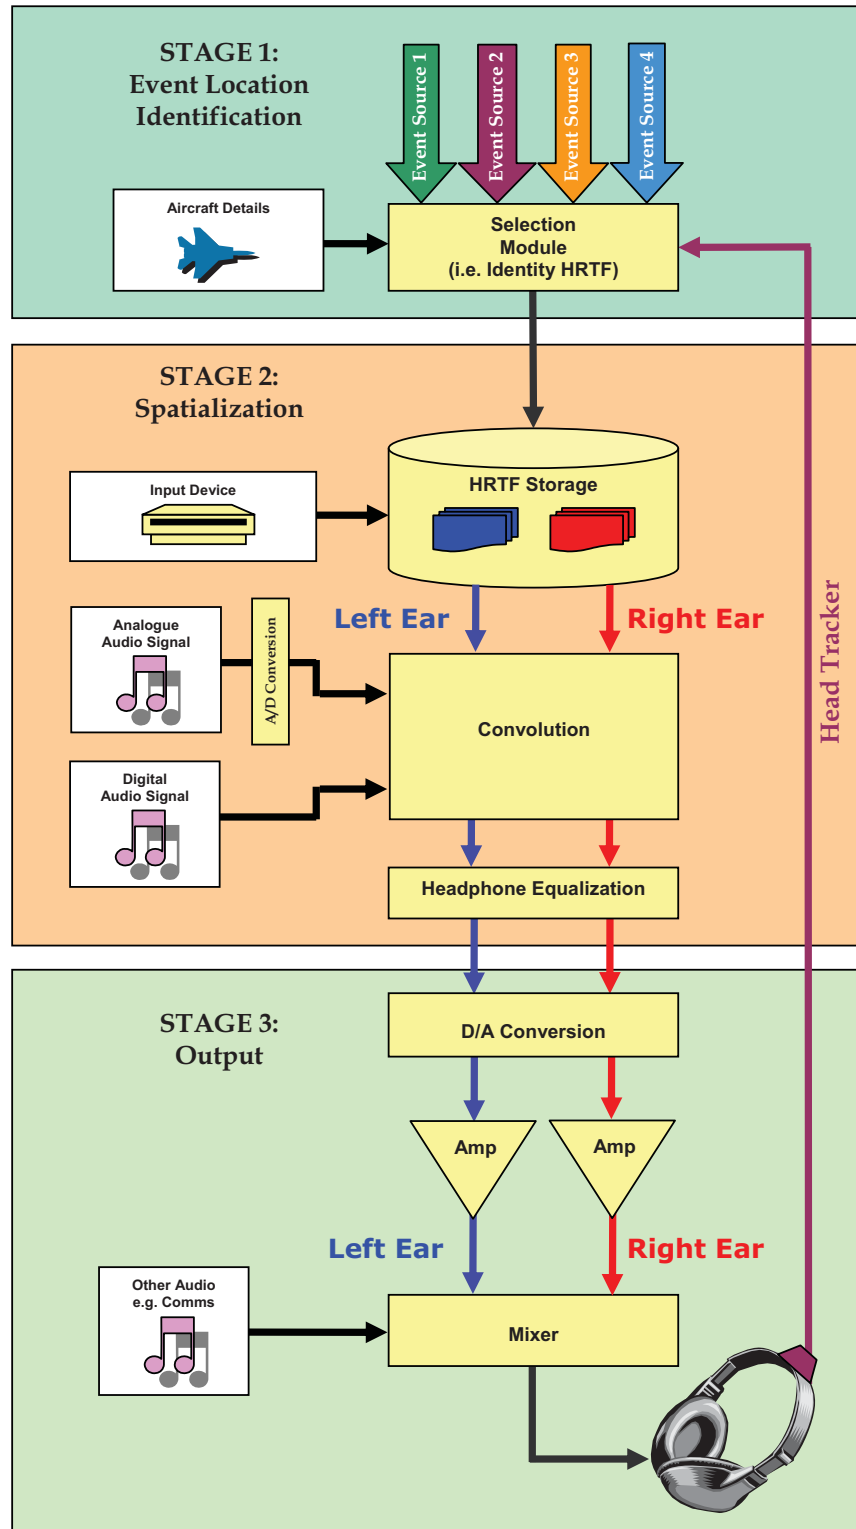 STAGE 1:
Event Location
Identification
Event Source 1
Event Source 2
Event Source 3
Event Source 4
Aircraft Details
Selection
Module
(i.e. Identity HRTF)
STAGE 2:
Spatialization
HRTF Storage
Input Device
Left Ear
Right Ear
Analogue
Audio Signal
A/D Conversion
Convolution
Head Tracker
Digital
Audio Signal
Headphone Equalization
STAGE 3:
Output
D/A Conversion
Amp
Amp
Left Ear
Right Ear
Other Audio
e.g. Comms
Mixer